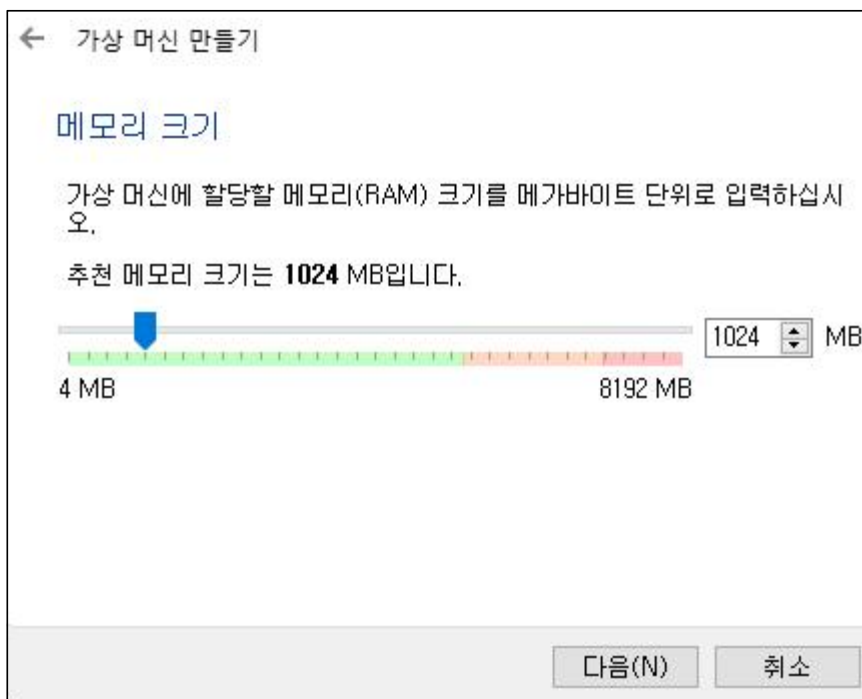 가상 머신 만들기
메모리 크기
가상 머신에 할당할 메모리(RAM) 크기를 메가바이트 단위로 입력하십시
오.
추천 메모리 크기는 1024 MB입니다.
1024 MB
4 MB 8192 MB
다음(N) 취소